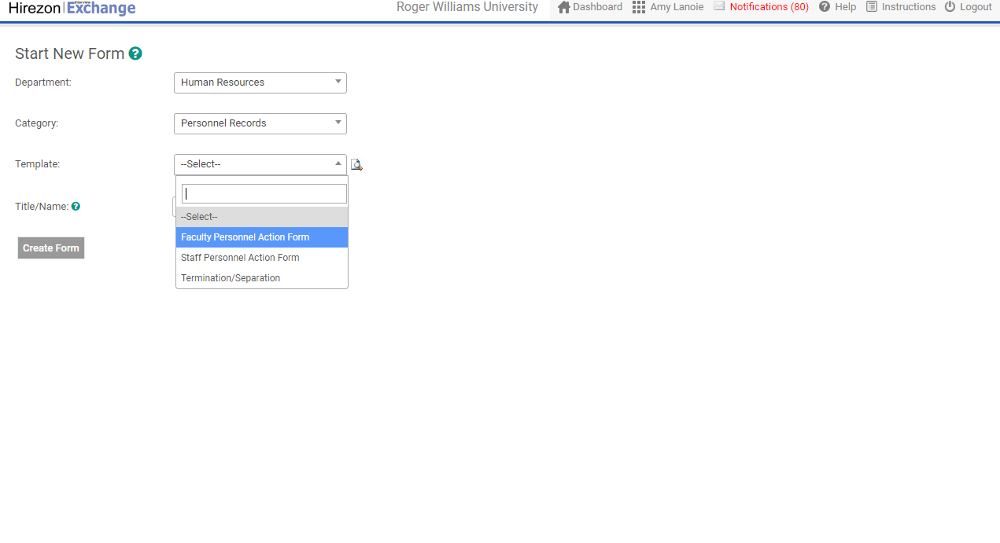 Hirezon Interview Exchange Roger Williams University Dashboard Amy Lanoie Notifications (80) Help Instructions Logout
Start New Form ?
Department: Human Resources
Category: Personnel Records
Template: --Select--
Title/Name: ?
--Select--
Faculty Personnel Action Form
Create Form
Staff Personnel Action Form
Termination/Separation